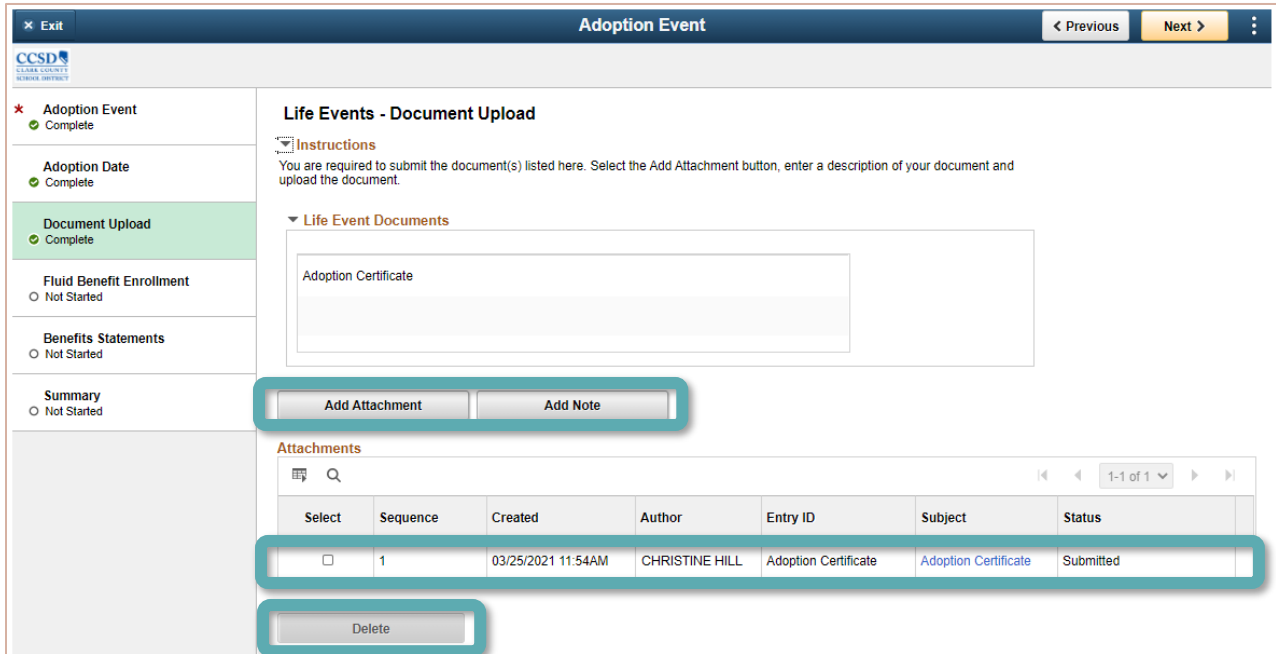 × Exit
Adoption Event
< Previous
Next >
CCSD
CLARK COUNTY
SCHOOL DISTRICT
* Adoption Event
Complete
Adoption Date
Complete
Document Upload
Complete
Fluid Benefit Enrollment
Not Started
Benefits Statements
Not Started
Summary
Not Started
Life Events - Document Upload
Instructions
You are required to submit the document(s) listed here. Select the Add Attachment button, enter a description of your document and
upload the document.
Life Event Documents
Adoption Certificate
Add Attachment Add Note
Attachments
1-1 of 1
Select Sequence Created Author Entry ID Subject Status
1 03/25/2021 11:54AM CHRISTINE HILL Adoption Certificate Adoption Certificate Submitted
Delete